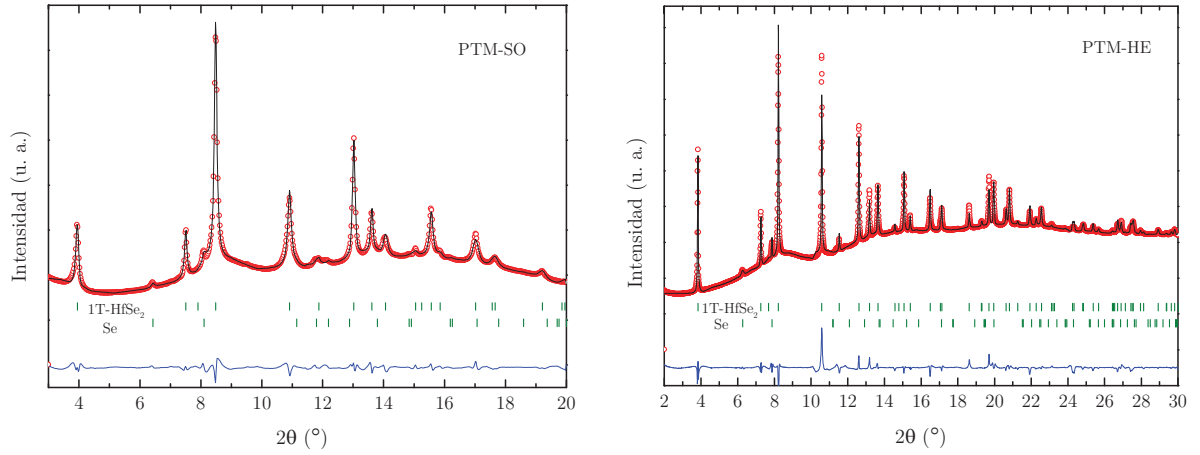 PTM-SO
Intensidad (u. a.)
1T-HfSe₂
Se
4 6 8 10 12 14 16 18 20
2θ (°)
PTM-HE
Intensidad (u. a.)
1T-HfSe₂
Se
2 4 6 8 10 12 14 16 18 20 22 24 26 28 30
2θ (°)